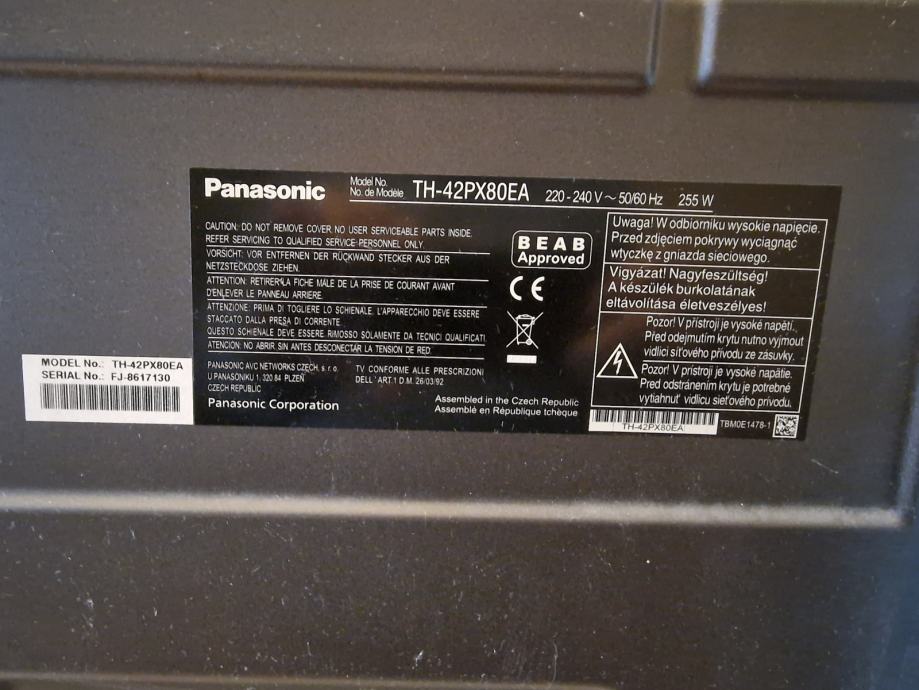 Panasonic
Model No.
No. de Modèle
TH-42PX80EA
220-240 V ~ 50/60 Hz 255 W
CAUTION: DO NOT REMOVE COVER. NO USER SERVICEABLE PARTS INSIDE.
REFER SERVICING TO QUALIFIED SERVICE PERSONNEL ONLY.
VORSICHT: VOR ENTFERNEN DER RÜCKWAND STECKER AUS DER
NETZSTECKDOSE ZIEHEN.
ATTENTION: RETIRER LA FICHE MALE DE LA PRISE DE COURANT AVANT
D'ENLEVER LE PANNEAU ARRIERE.
ATTENZIONE: PRIMA DI TOGLIERE LO SCHIENALE. L'APPARECCHIO DEVE ESSERE
STACCATO DALLA PRESA DI CORRENTE.
QUESTO SCHIENALE DEVE ESSERE RIMOSSO SOLAMENTE DA TECNICI QUALIFICATI.
ATENCION: NO ABRIR SIN ANTES DESCONECTAR LA TENSION DE RED.
PANASONIC AVC NETWORKS CZECH, s. r. o.
U PANASONIKU 1, 320 84 PLZEŇ
CZECH REPUBLIC
TV CONFORME ALLE PRESCRIZIONI
DELL'ART.1 D.M. 26/03/92
Panasonic Corporation
Assembled in the Czech Republic
Assemblé en République tchèque
BEAB
Approved
CE
Uwaga! W odbiorniku wysokie napięcie.
Przed zdjęciem pokrywy wyciągnąć
wtyczkę z gniazda sieciowego.
Vigyázat! Nagyfeszültség!
A készülék burkolatának
eltávolítása életveszélyes!
Pozor! V přístroji je vysoké napětí.
Před odejmutím krytu nutno vyjmout
vidlici síťového přívodu ze zásuvky.
Pozor! V prístroji je vysoké napätie.
Pred odstránením krytu je potrebné
vytiahnuť vidlicu sieťového prívodu.
TH-42PX80EA
TBM0E1478-1
MODEL No.: TH-42PX80EA
SERIAL No.: FJ-8617130